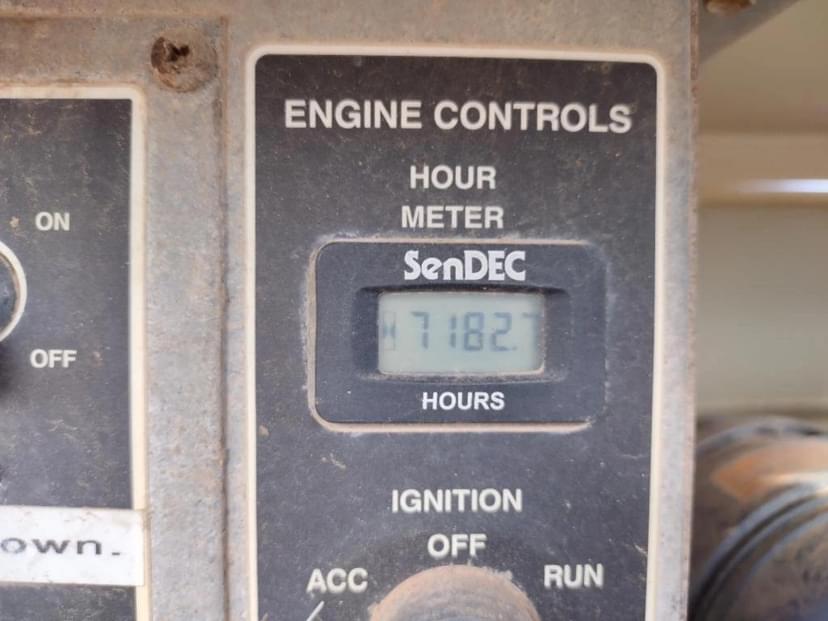 ENGINE CONTROLS
HOUR
METER
ON
SenDEC
7182.7
OFF
HOURS
IGNITION
OFF
own.
ACC
RUN